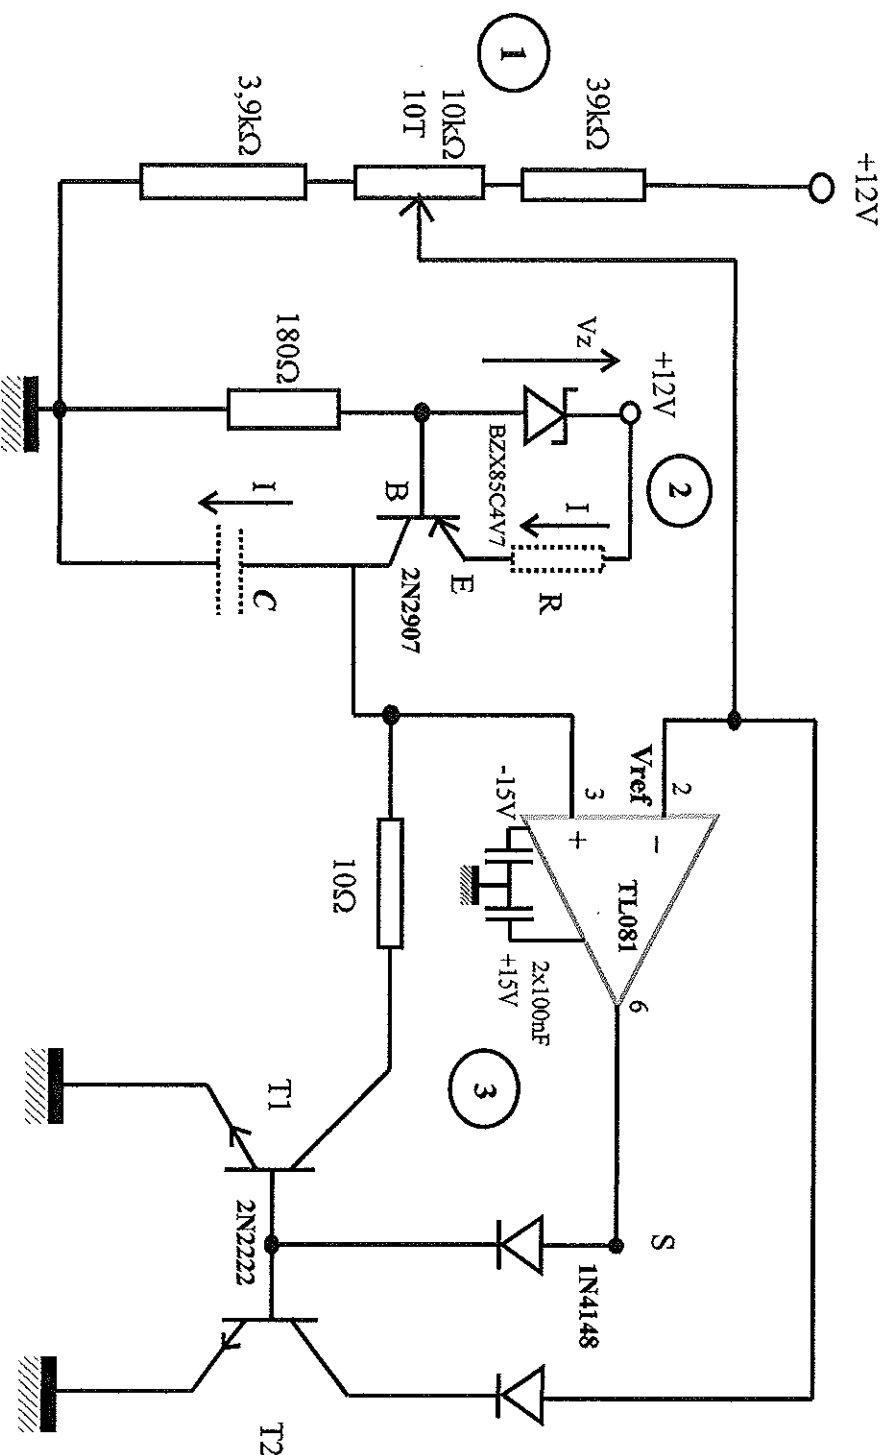 1
+12V
39kΩ
10kΩ
10T
3,9kΩ
2
+12V
Vz
BZX85C4V7
I
R
E
B
2N2907
180Ω
I
C
Vref
2
3
-
+
TL081
6
-15V
+15V
2x100nF
10Ω
3
S
1N4148
T1
2N2222
T2